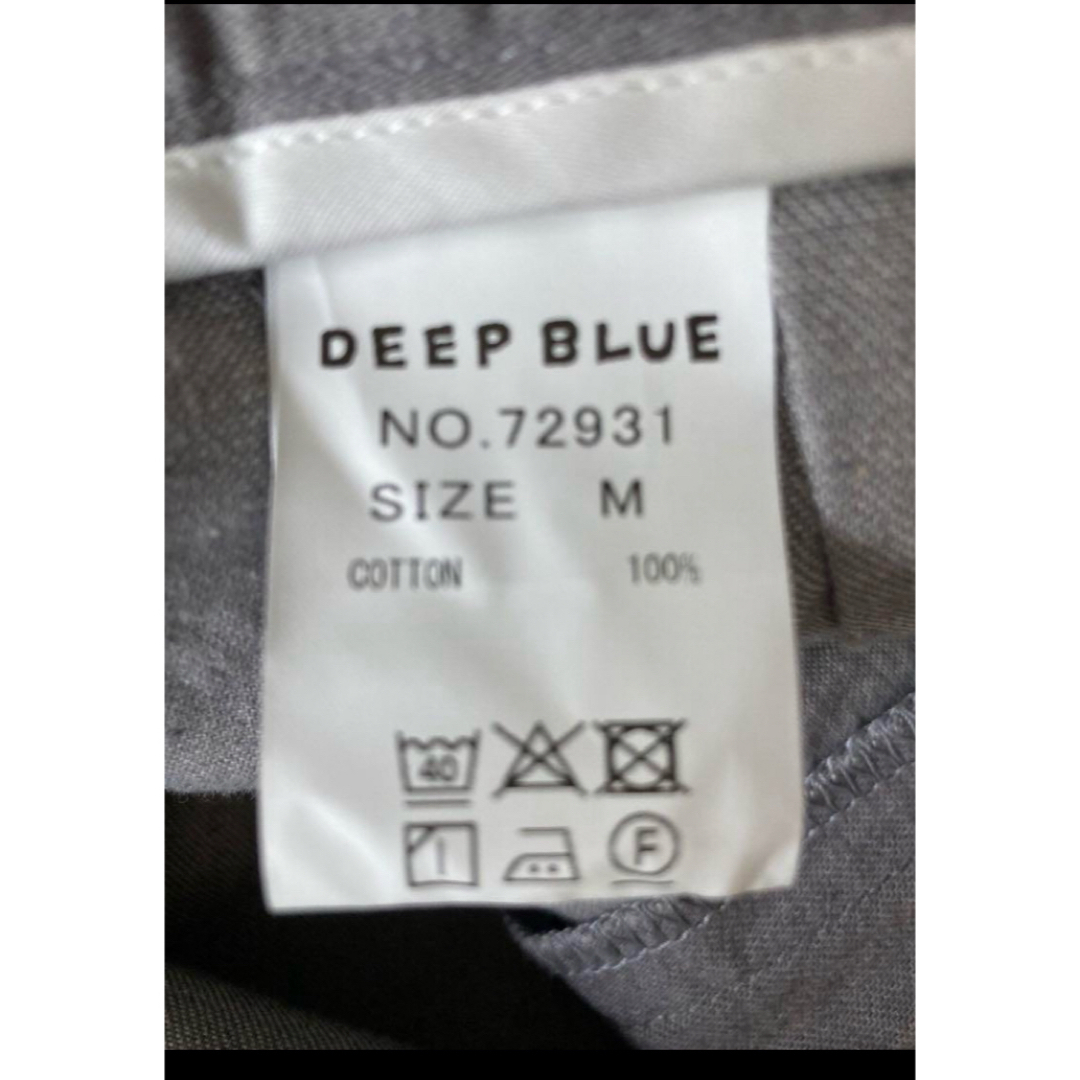 DEEP BLUE
NO.72931
SIZE M
COTTON 100%
40
F